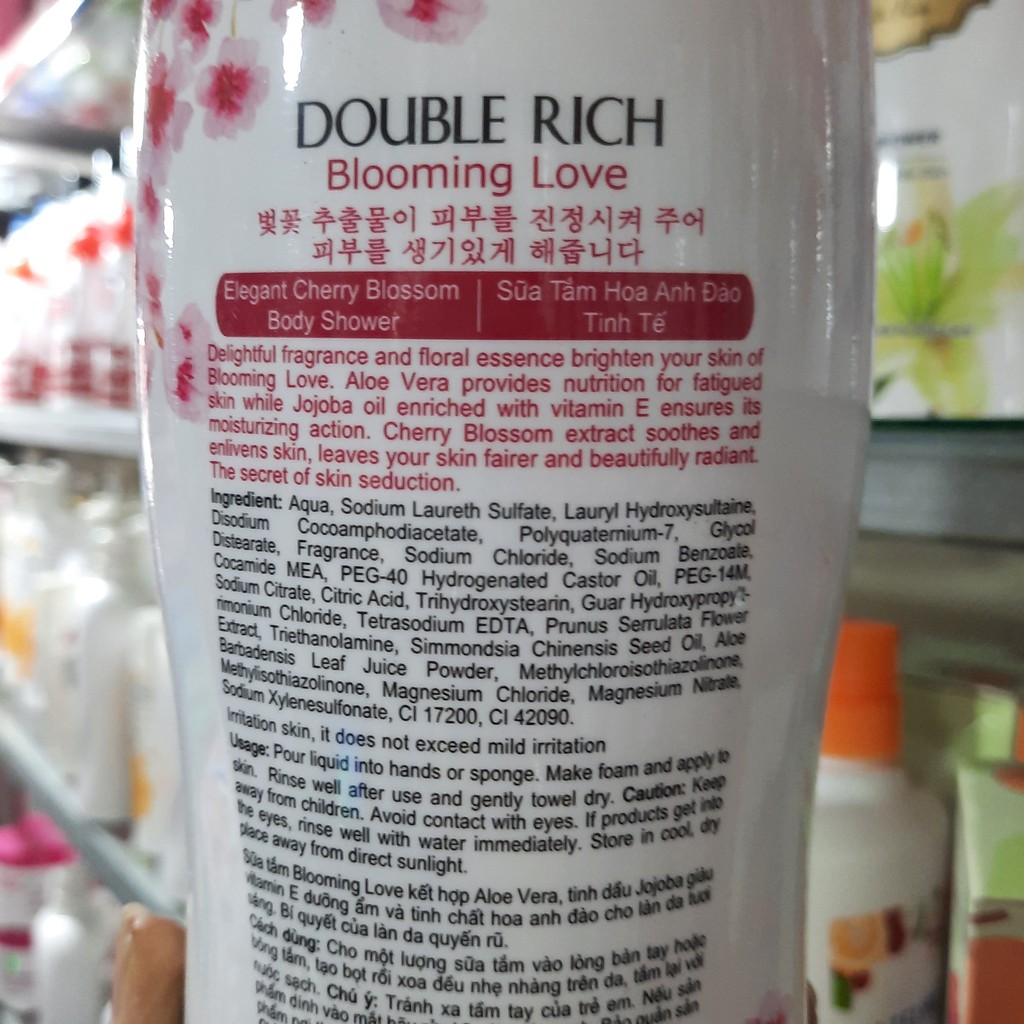 DOUBLE RICH
Blooming Love
벚꽃 추출물이 피부를 진정시켜 주어
피부를 생기있게 해줍니다
Elegant Cherry Blossom
Body Shower
Sữa Tắm Hoa Anh Đào
Tinh Tế
Delightful fragrance and floral essence brighten your skin of
Blooming Love. Aloe Vera provides nutrition for fatigued
skin while Jojoba oil enriched with vitamin E ensures its
moisturizing action. Cherry Blossom extract soothes and
enlivens skin, leaves your skin fairer and beautifully radiant.
The secret of skin seduction.
Ingredient: Aqua, Sodium Laureth Sulfate, Lauryl Hydroxysultaine,
Disodium Cocoamphodiacetate, Polyquaternium-7, Glycol
Distearate, Fragrance, Sodium Chloride, Sodium Benzoate,
Cocamide MEA, PEG-40 Hydrogenated Castor Oil, PEG-14M,
Sodium Citrate, Citric Acid, Trihydroxystearin, Guar Hydroxypropylt-
rimonium Chloride, Tetrasodium EDTA, Prunus Serrulata Flower
Extract, Triethanolamine, Simmondsia Chinensis Seed Oil, Aloe
Barbadensis Leaf Juice Powder, Methylchloroisothiazolinone,
Methylisothiazolinone, Magnesium Chloride, Magnesium Nitrate,
Sodium Xylenesulfonate, CI 17200, CI 42090.
Irritation skin, it does not exceed mild irritation
Usage: Pour liquid into hands or sponge. Make foam and apply to
skin. Rinse well after use and gently towel dry. Caution: Keep
away from children. Avoid contact with eyes. If products get into
the eyes, rinse well with water immediately. Store in cool, dry
place away from direct sunlight.
Sữa tắm Blooming Love kết hợp Aloe Vera, tinh dầu Jojoba giàu
vitamin E dưỡng ẩm và tinh chất hoa anh đào cho làn da tươi
sáng. Bí quyết của làn da quyến rũ.
Cách dùng: Cho một lượng sữa tắm vào lòng bàn tay hoặc
bông tắm, tạo bọt rồi xoa đều nhẹ nhàng trên da, tắm lại với
nước sạch. Chú ý: Tránh xa tầm tay của trẻ em. Nếu sản
phẩm dính vào mắt
Bảo quản sản
phẩm